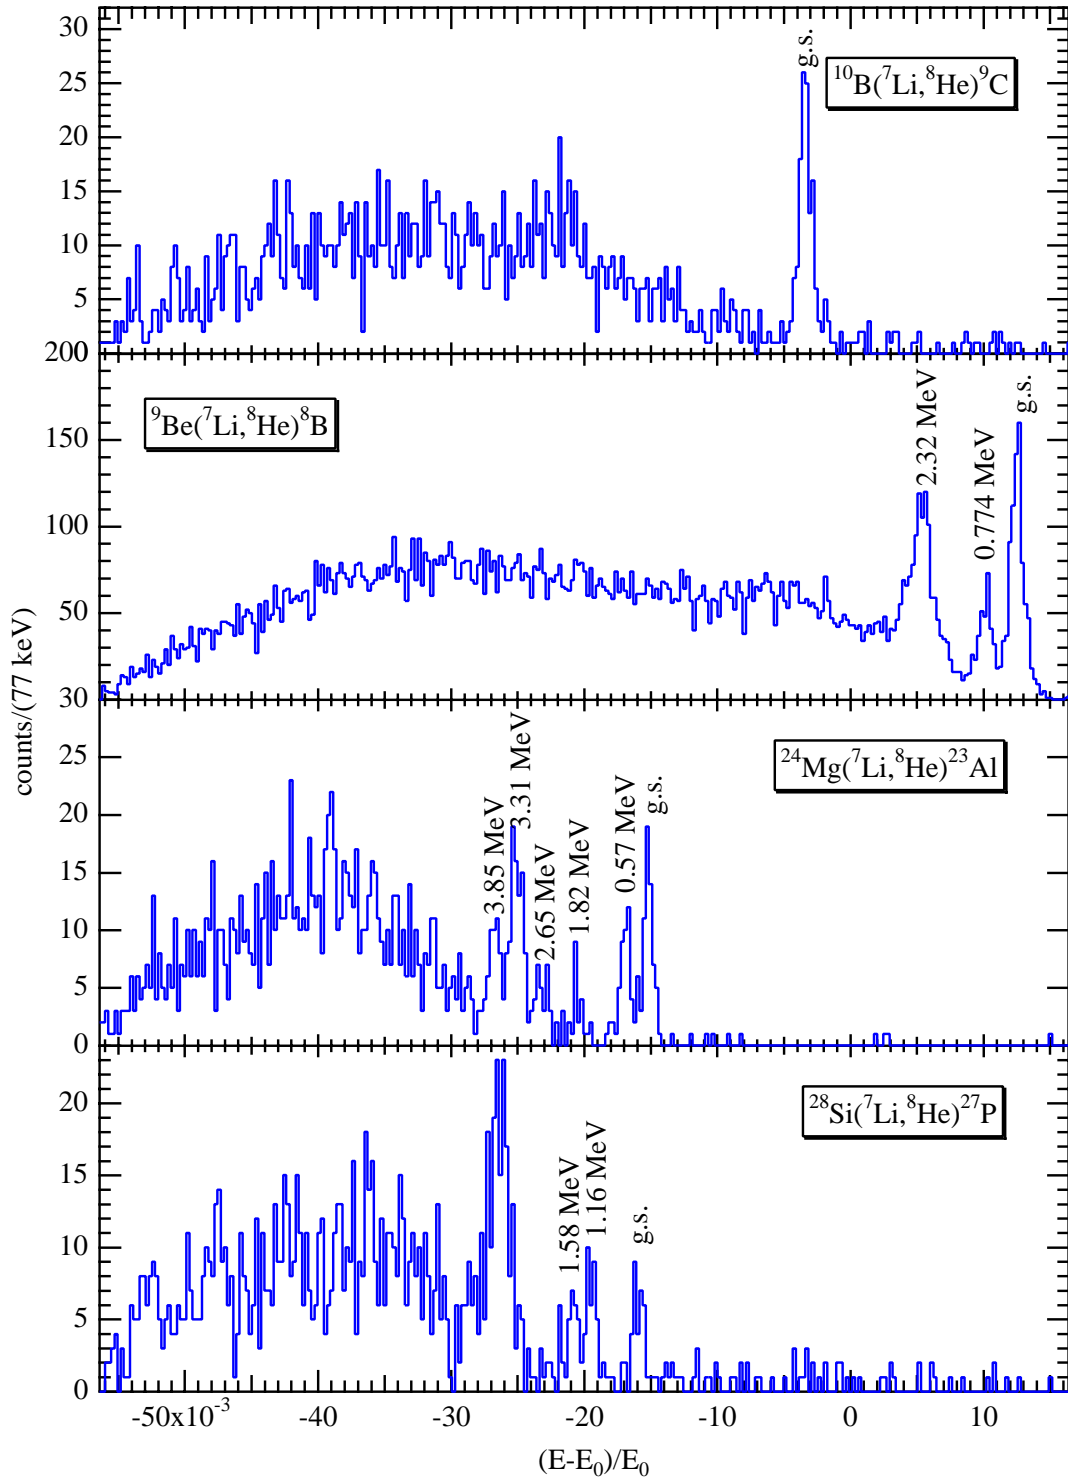 30
25
20
15
10
5
g.s.
¹⁰B(⁷Li,⁸He)⁹C
200
150
100
50
⁹Be(⁷Li,⁸He)⁸B
2.32 MeV
0.774 MeV
g.s.
counts/(77 keV)
30
25
20
15
10
5
0
3.85 MeV
3.31 MeV
2.65 MeV
1.82 MeV
0.57 MeV
g.s.
²⁴Mg(⁷Li,⁸He)²³Al
20
15
10
5
0
1.58 MeV
1.16 MeV
g.s.
²⁸Si(⁷Li,⁸He)²⁷P
-50x10⁻³ -40 -30 -20 -10 0 10
(E-E₀)/E₀